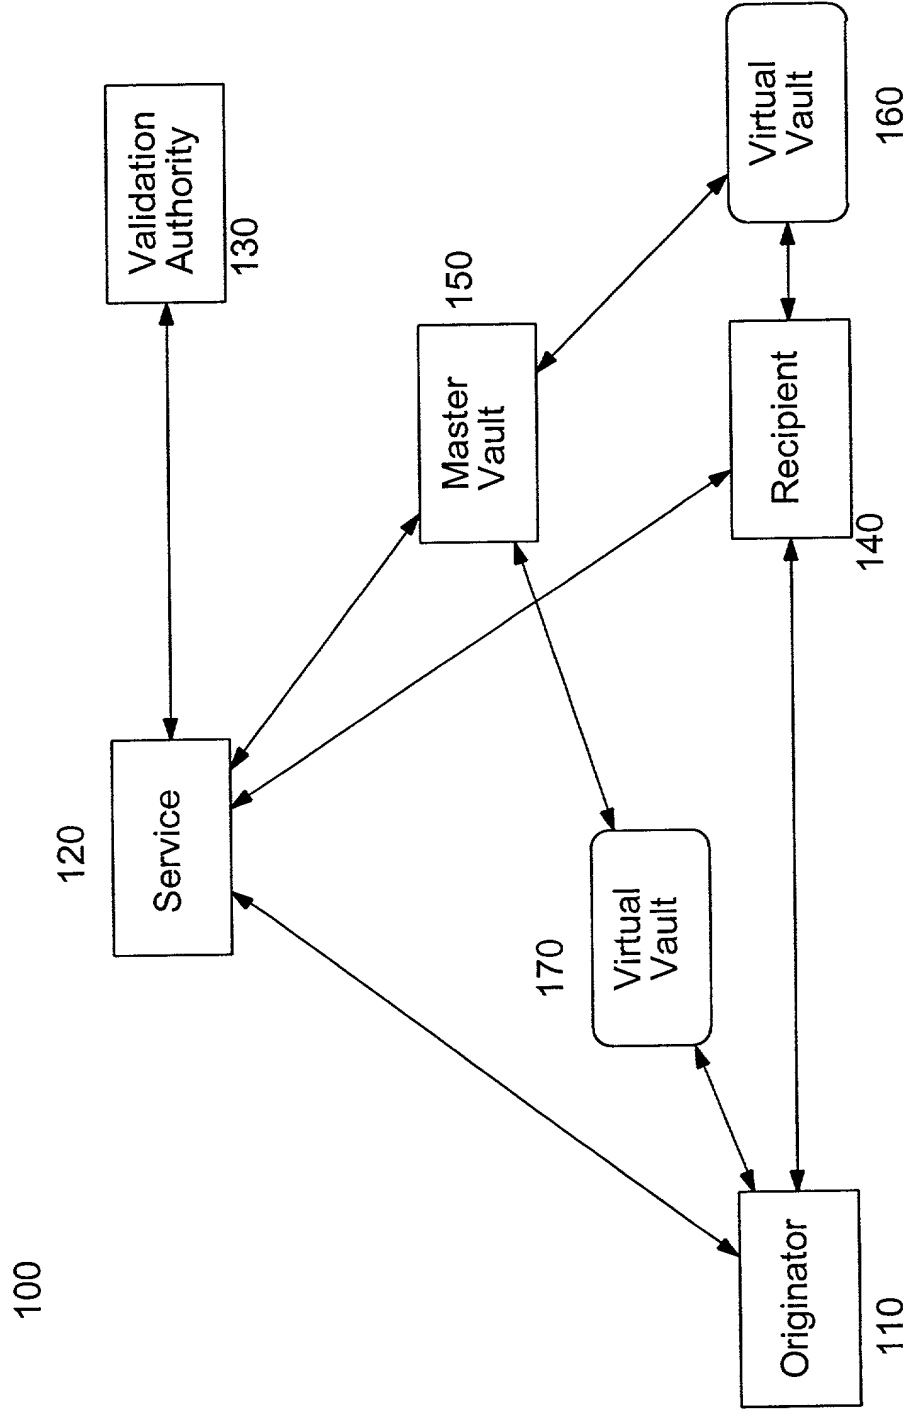 100
120
Service
Validation
Authority
130
150
Master
Vault
170
Virtual
Vault
Originator
110
Recipient
140
Virtual
Vault
160